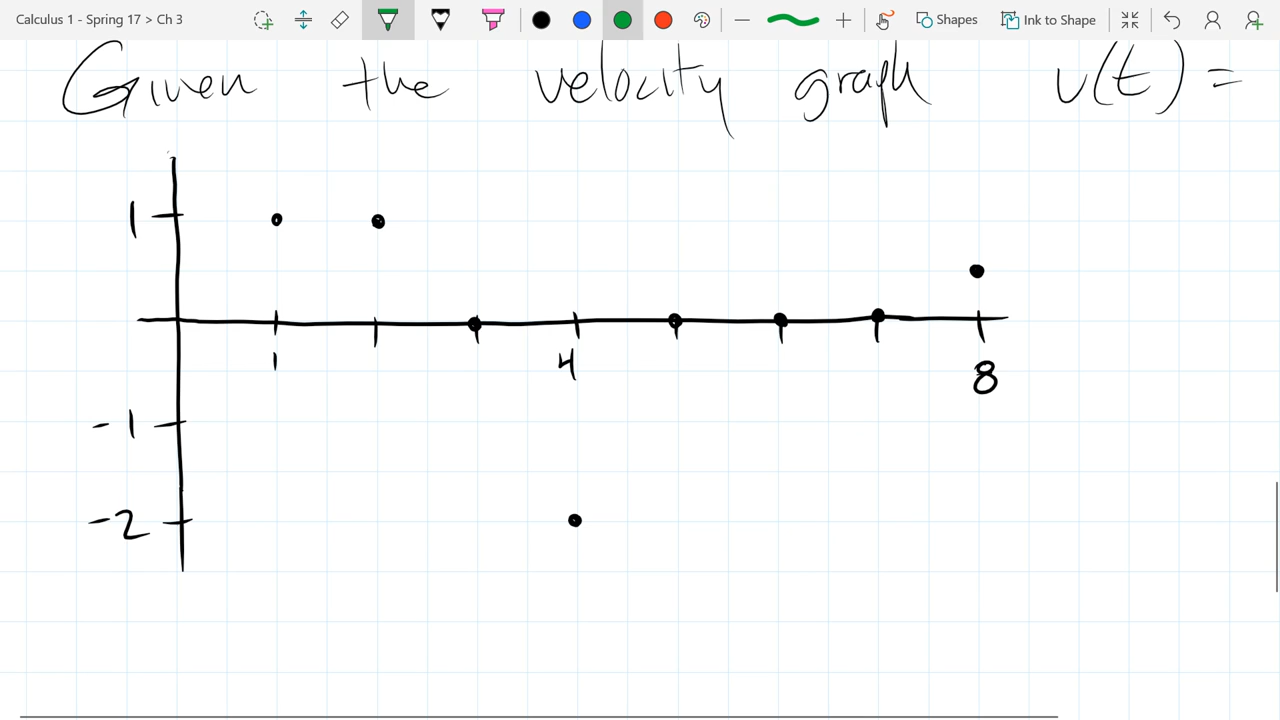 Calculus 1 - Spring 17 > Ch 3 Shapes Ink to Shape
Given the velocity graph v(t) =
1
1 4 8
-1
-2